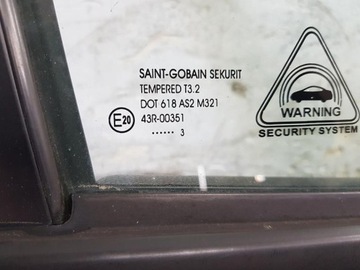 SAINT-GOBAIN SEKURIT
TEMPERED T3.2
DOT 618 AS2 M321
E20 43R-00351
...... 3
WARNING
SECURITY SYSTEM